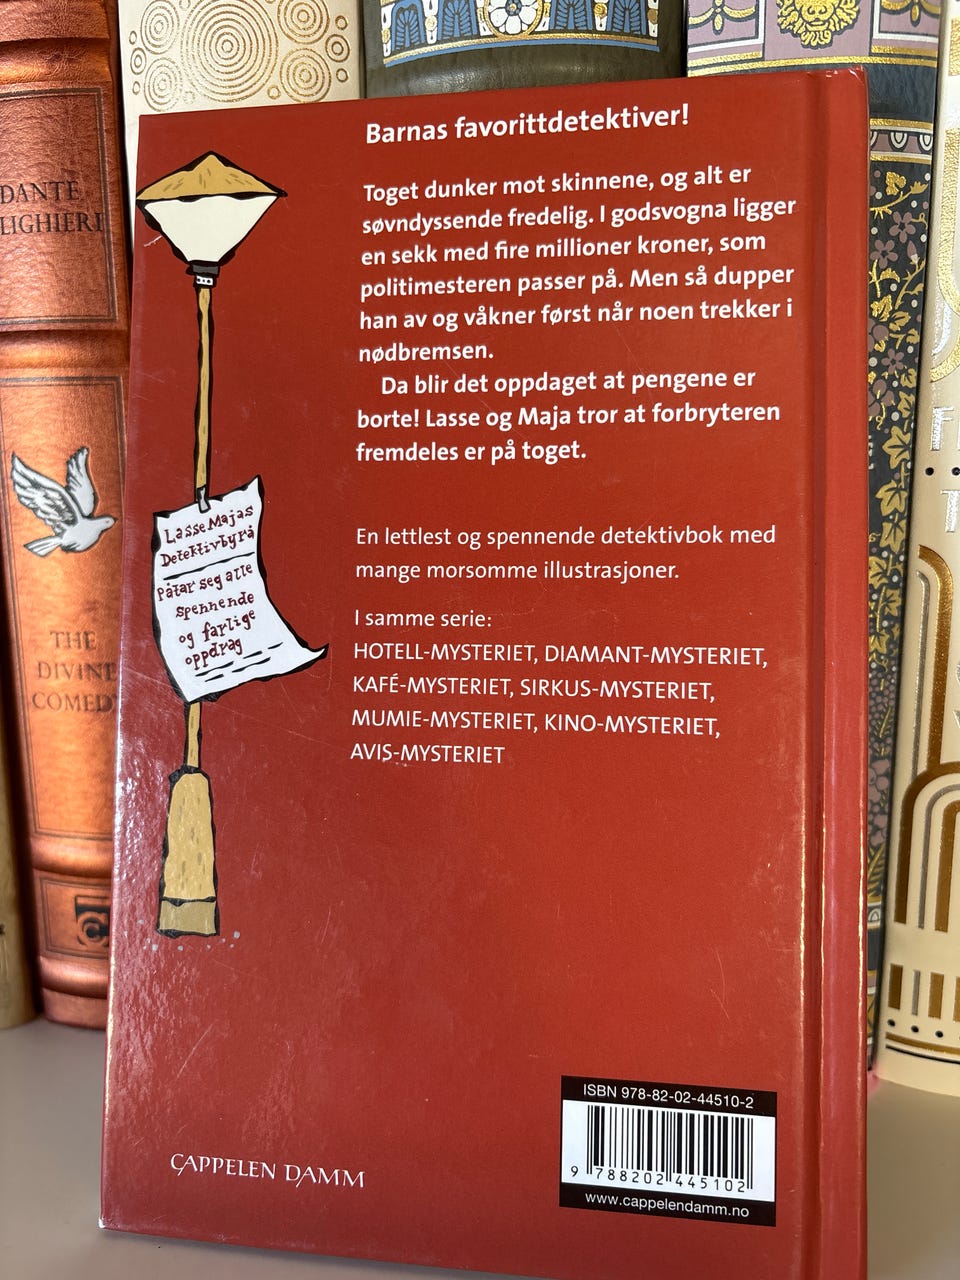 Barnas favorittdetektiver!
Toget dunker mot skinnene, og alt er
søvndyssende fredelig. I godsvogna ligger
en sekk med fire millioner kroner, som
politimesteren passer på. Men så dupper
han av og våkner først når noen trekker i
nødbremsen.
Da blir det oppdaget at pengene er
borte! Lasse og Maja tror at forbryteren
fremdeles er på toget.
En lettlest og spennende detektivbok med
mange morsomme illustrasjoner.
I samme serie:
HOTELL-MYSTERIET, DIAMANT-MYSTERIET,
KAFÉ-MYSTERIET, SIRKUS-MYSTERIET,
MUMIE-MYSTERIET, KINO-MYSTERIET,
AVIS-MYSTERIET
LasseMajas
Detektivbyrå
Påtar seg alle
spennende
og farlige
oppdrag
CAPPELEN DAMM
ISBN 978-82-02-44510-2
9 788202 445102
www.cappelendamm.no
DANTE
LIGHIERI
THE
DIVINE
COMED